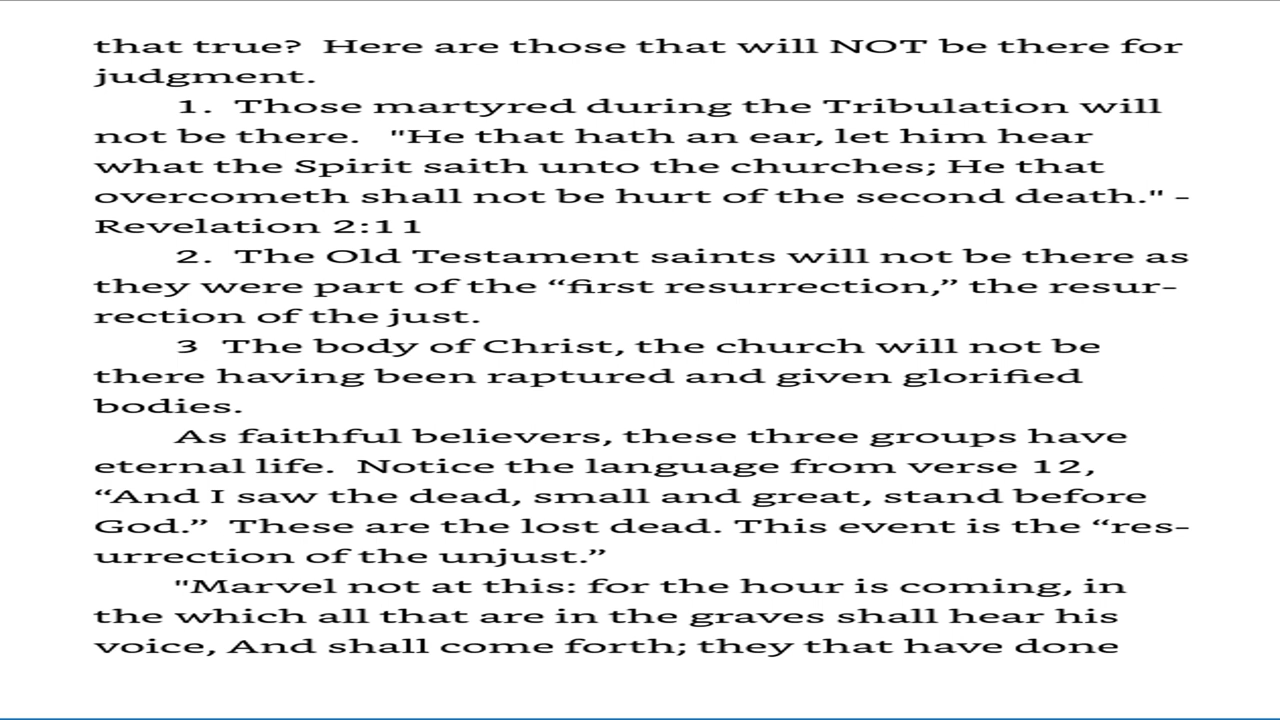 that true?  Here are those that will NOT be there for
judgment.
1.  Those martyred during the Tribulation will
not be there.   "He that hath an ear, let him hear
what the Spirit saith unto the churches; He that
overcometh shall not be hurt of the second death." -
Revelation 2:11
2.  The Old Testament saints will not be there as
they were part of the “first resurrection,” the resur-
rection of the just.
3  The body of Christ, the church will not be
there having been raptured and given glorified
bodies.
As faithful believers, these three groups have
eternal life.  Notice the language from verse 12,
“And I saw the dead, small and great, stand before
God.”  These are the lost dead. This event is the “res-
urrection of the unjust.”
"Marvel not at this: for the hour is coming, in
the which all that are in the graves shall hear his
voice, And shall come forth; they that have done